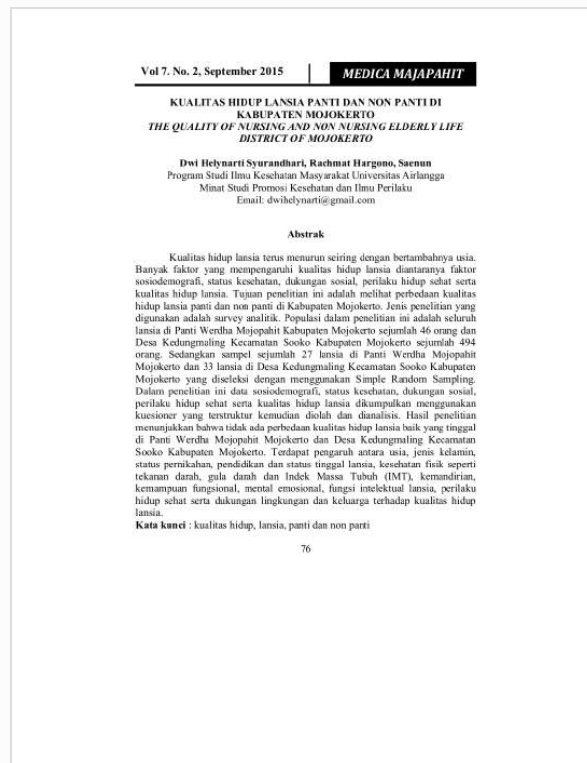 Vol 7. No. 2, September 2015
MEDICA MAJAPAHIT
KUALITAS HIDUP LANSIA PANTI DAN NON PANTI DI
KABUPATEN MOJOKERTO
THE QUALITY OF NURSING AND NON NURSING ELDERLY LIFE
DISTRICT OF MOJOKERTO
Dwi Helynarti Syurandhari, Rachmat Hargono, Saenun
Program Studi Ilmu Kesehatan Masyarakat Universitas Airlangga
Minat Studi Promosi Kesehatan dan Ilmu Perilaku
Email: dwihelynarti@gmail.com
Abstrak
Kualitas hidup lansia terus menurun seiring dengan bertambahnya usia.
Banyak faktor yang mempengaruhi kualitas hidup lansia diantaranya faktor
sosiodemografi, status kesehatan, dukungan sosial, perilaku hidup sehat serta
kualitas hidup lansia. Tujuan penelitian ini adalah melihat perbedaan kualitas
hidup lansia panti dan non panti di Kabupaten Mojokerto. Jenis penelitian yang
digunakan adalah survey analitik. Populasi dalam penelitian ini adalah seluruh
lansia di Panti Werdha Mojopahit Kabupaten Mojokerto sejumlah 46 orang dan
Desa Kedungmaling Kecamatan Sooko Kabupaten Mojokerto sejumlah 494
orang. Sedangkan sampel sejumlah 27 lansia di Panti Werdha Mojopahit
Mojokerto dan 33 lansia di Desa Kedungmaling Kecamatan Sooko Kabupaten
Mojokerto yang diseleksi dengan menggunakan Simple Random Sampling.
Dalam penelitian ini data sosiodemografi, status kesehatan, dukungan sosial,
perilaku hidup sehat serta kualitas hidup lansia dikumpulkan menggunakan
kuesioner yang terstruktur kemudian diolah dan dianalisis. Hasil penelitian
menunjukkan bahwa tidak ada perbedaan kualitas hidup lansia baik yang tinggal
di Panti Werdha Mojopahit Mojokerto dan Desa Kedungmaling Kecamatan
Sooko Kabupaten Mojokerto. Terdapat pengaruh antara usia, jenis kelamin,
status pernikahan, pendidikan dan status tinggal lansia, kesehatan fisik seperti
tekanan darah, gula darah dan Indek Massa Tubuh (IMT), kemandirian,
kemampuan fungsional, mental emosional, fungsi intelektual lansia, perilaku
hidup sehat serta dukungan lingkungan dan keluarga terhadap kualitas hidup
lansia.
Kata kunci : kualitas hidup, lansia, panti dan non panti
76